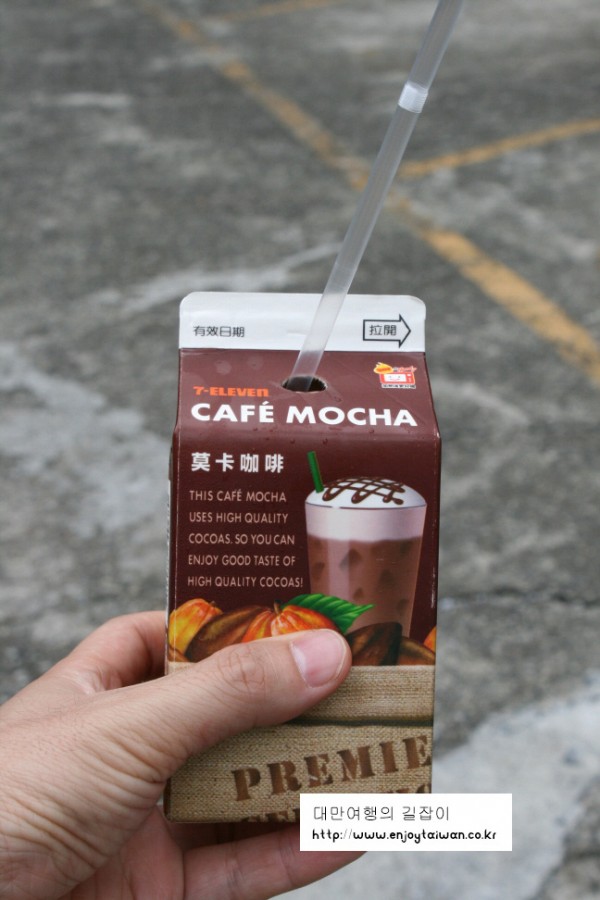 有效日期
拉開
7-ELEVEN
CAFÉ MOCHA
莫卡咖啡
THIS CAFÉ MOCHA
USES HIGH QUALITY
COCOAS. SO YOU CAN
ENJOY GOOD TASTE OF
HIGH QUALITY COCOAS!
PREMIE
대만여행의 길잡이
http://www.enjoytaiwan.co.kr